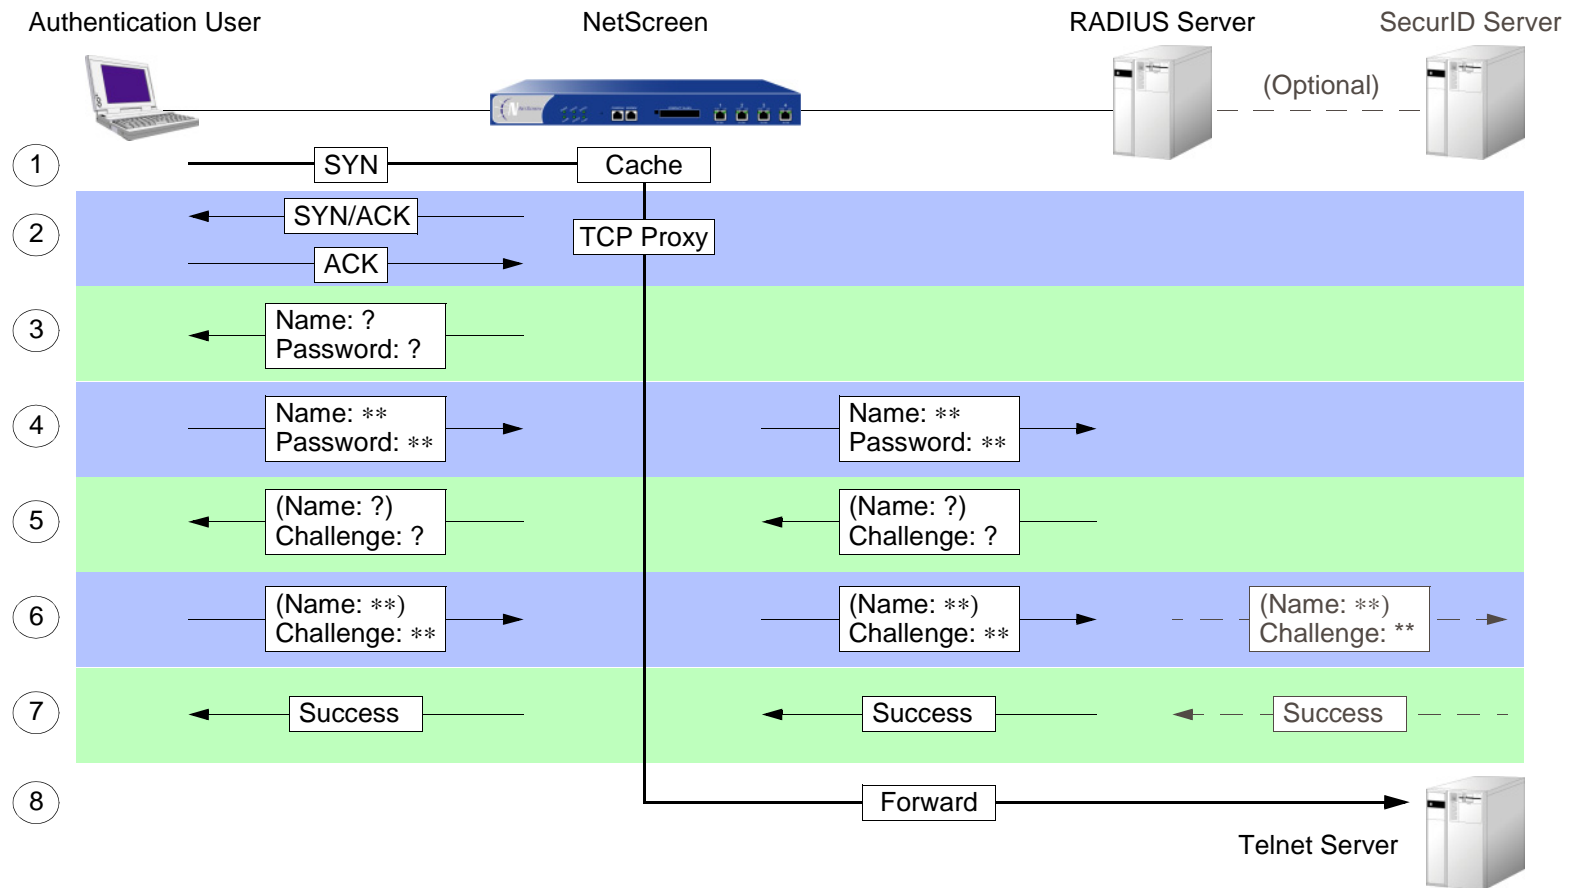 Authentication User
NetScreen
RADIUS Server
SecurID Server
(Optional)
1
SYN
Cache
2
SYN/ACK
TCP Proxy
ACK
3
Name: ?
Password: ?
4
Name: **
Password: **
Name: **
Password: **
5
(Name: ?)
Challenge: ?
(Name: ?)
Challenge: ?
6
(Name: **)
Challenge: **
(Name: **)
Challenge: **
(Name: **)
Challenge: **
7
Success
Success
Success
8
Forward
Telnet Server